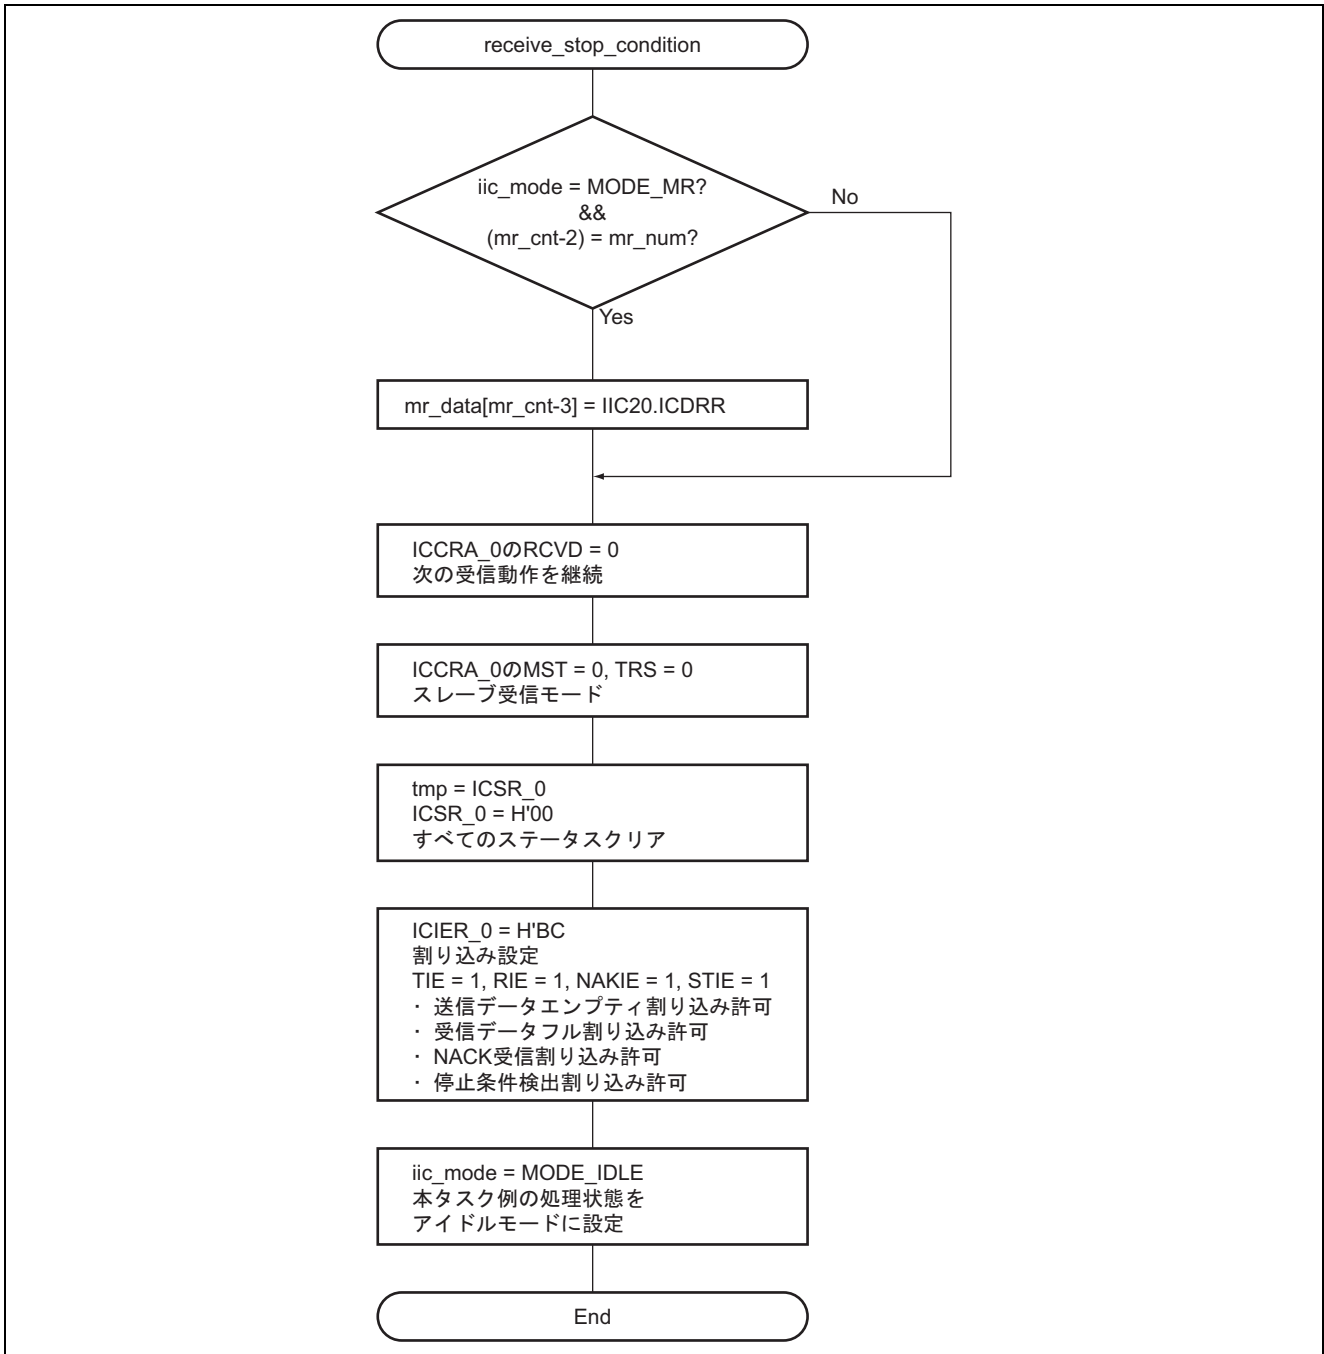 receive_stop_condition
iic_mode = MODE_MR?
&&
(mr_cnt-2) = mr_num?
No
Yes
mr_data[mr_cnt-3] = IIC20.ICDRR
ICCRA_0のRCVD = 0
次の受信動作を継続
ICCRA_0のMST = 0, TRS = 0
スレーブ受信モード
tmp = ICSR_0
ICSR_0 = H'00
すべてのステータスクリア
ICIER_0 = H'BC
割り込み設定
TIE = 1, RIE = 1, NAKIE = 1, STIE = 1
・ 送信データエンプティ割り込み許可
・ 受信データフル割り込み許可
・ NACK受信割り込み許可
・ 停止条件検出割り込み許可
iic_mode = MODE_IDLE
本タスク例の処理状態を
アイドルモードに設定
End